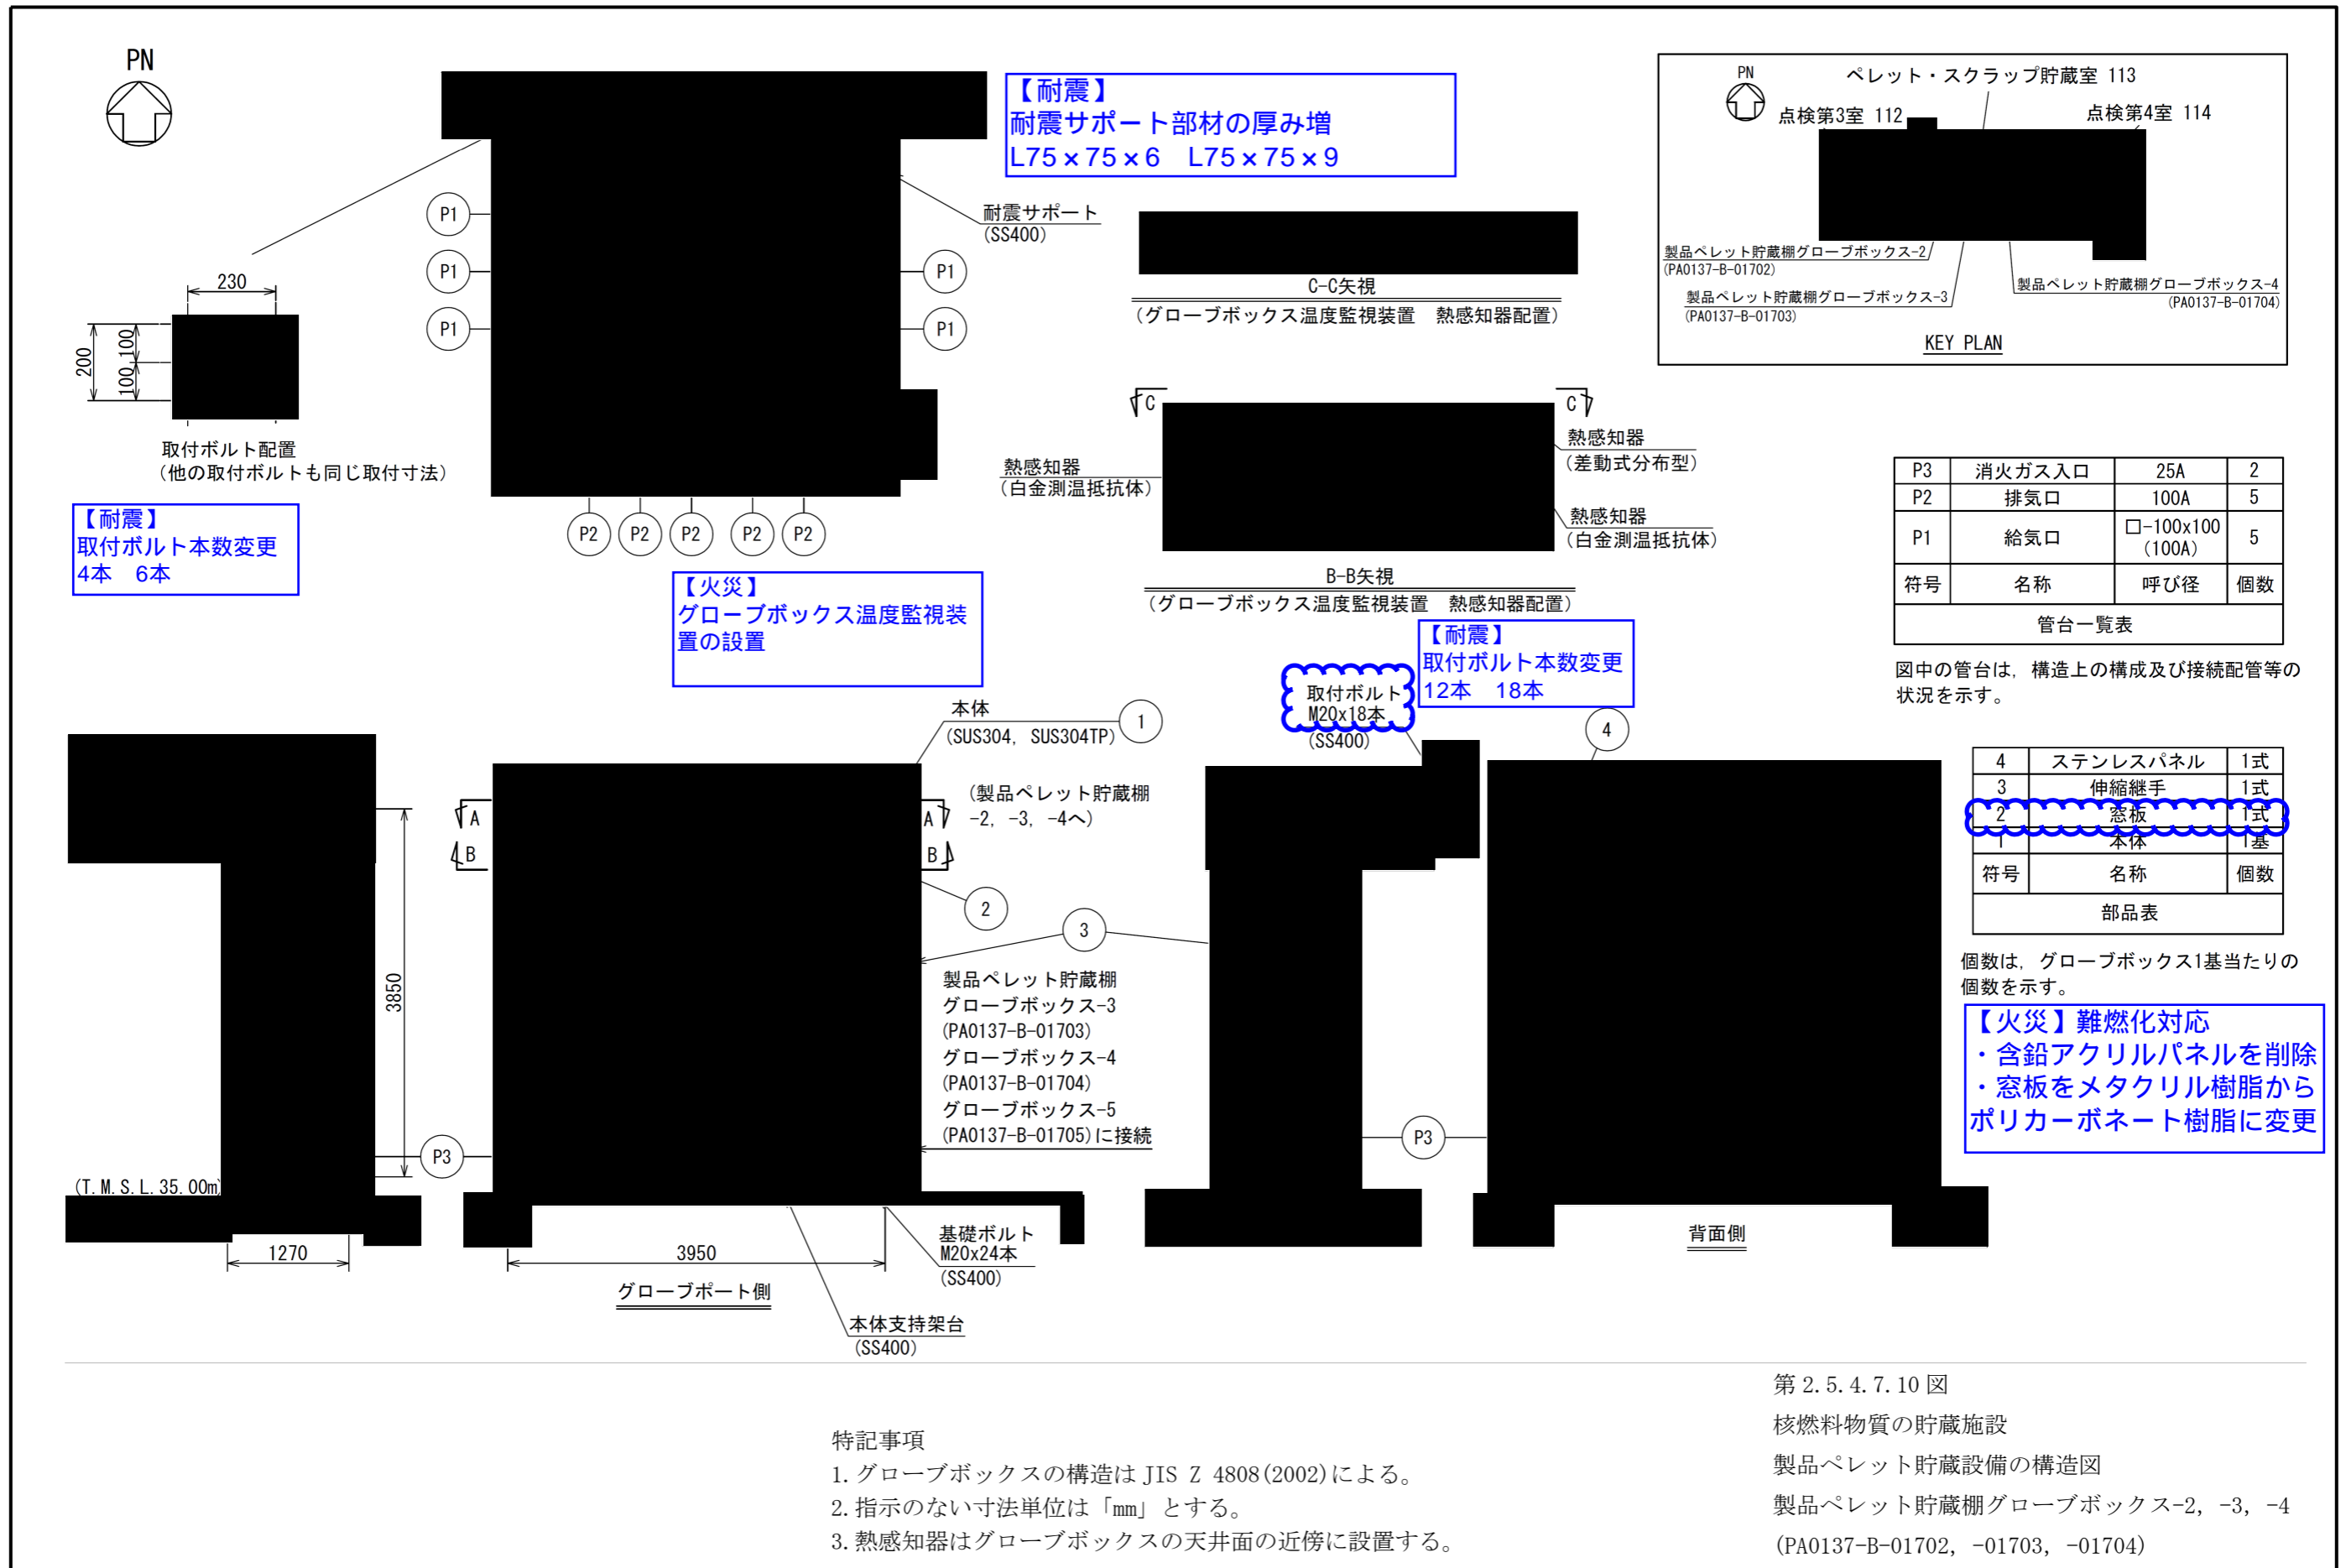 PN
【耐震】
耐震サポート部材の厚み増
L75×75×6　L75×75×9
P1
P1
P1
耐震サポート
(SS400)
P1
P1
230
200
100
100
取付ボルト配置
(他の取付ボルトも同じ取付寸法)
【耐震】
取付ボルト本数変更
4本　6本
P2
P2
P2
P2
P2
【火災】
グローブボックス温度監視装
置の設置
C-C矢視
(グローブボックス温度監視装置　熱感知器配置)
C
C
熱感知器
(白金測温抵抗体)
熱感知器
(差動式分布型)
熱感知器
(白金測温抵抗体)
B-B矢視
(グローブボックス温度監視装置　熱感知器配置)
PN
ペレット・スクラップ貯蔵室 113
点検第3室 112
点検第4室 114
製品ペレット貯蔵棚グローブボックス-2
(PA0137-B-01702)
製品ペレット貯蔵棚グローブボックス-3
(PA0137-B-01703)
製品ペレット貯蔵棚グローブボックス-4
(PA0137-B-01704)
KEY PLAN
P3 消火ガス入口 25A 2
P2 排気口 100A 5
P1 給気口 □-100x100 (100A) 5
符号 名称 呼び径 個数
管台一覧表
図中の管台は, 構造上の構成及び接続配管等の
状況を示す。
【耐震】
取付ボルト本数変更
12本　18本
取付ボルト
M20x18本
(SS400)
4
本体
(SUS304, SUS304TP)
1
(製品ペレット貯蔵棚
-2, -3, -4へ)
A
A
B
B
2
3
3850
製品ペレット貯蔵棚
グローブボックス-3
(PA0137-B-01703)
グローブボックス-4
(PA0137-B-01704)
グローブボックス-5
(PA0137-B-01705)に接続
P3
P3
(T.M.S.L.35.00m)
1270
3950
基礎ボルト
M20x24本
(SS400)
グローブポート側
本体支持架台
(SS400)
背面側
4 ステンレスパネル 1式
3 伸縮継手 1式
2 窓板 1式
1 本体 1基
符号 名称 個数
部品表
個数は, グローブボックス1基当たりの
個数を示す。
【火災】難燃化対応
・含鉛アクリルパネルを削除
・窓板をメタクリル樹脂から
ポリカーボネート樹脂に変更
特記事項
1.グローブボックスの構造は JIS Z 4808(2002)による。
2.指示のない寸法単位は「mm」とする。
3.熱感知器はグローブボックスの天井面の近傍に設置する。
第 2.5.4.7.10 図
核燃料物質の貯蔵施設
製品ペレット貯蔵設備の構造図
製品ペレット貯蔵棚グローブボックス-2, -3, -4
(PA0137-B-01702, -01703, -01704)